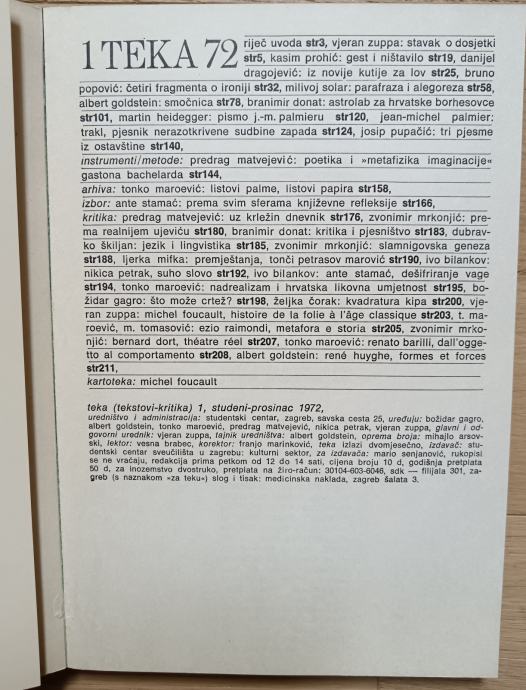 1 TEKA 72
riječ uvoda str3, vjeran zuppa: stavak o dosjetki
str5, kasim prohić: gest i ništavilo str19, danijel
dragojević: iz novije kutije za lov str25, bruno
popović: četiri fragmenta o ironiji str32, milivoj solar: parafraza i alegoreza str58,
albert goldstein: smočnica str78, branimir donat: astrolab za hrvatske borhesovce
str101, martin heidegger: pismo j.-m. palmieru str120, jean-michel palmier:
trakl, pjesnik nerazotkrivene sudbine zapada str124, josip pupačić: tri pjesme
iz ostavštine str140,
instrumenti/metode: predrag matvejević: poetika i »metafizika imaginacije«
gastona bachelarda str144,
arhiva: tonko maroević: listovi palme, listovi papira str158,
izbor: ante stamać: prema svim sferama književne refleksije str166,
kritika: predrag matvejević: uz krležin dnevnik str176, zvonimir mrkonjić: pre-
ma realnijem ujeviću str180, branimir donat: kritika i pjesništvo str183, dubrav-
ko škiljan: jezik i lingvistika str185, zvonimir mrkonjić: slamnigovska geneza
str188, ljerka mifka: premještanja, tonči petrasov marović str190, ivo bilankov:
nikica petrak, suho slovo str192, ivo bilankov: ante stamać, dešifriranje vage
str194, tonko maroević: nadrealizam i hrvatska likovna umjetnost str195, bo-
židar gagro: što može crtež? str198, željka čorak: kvadratura kipa str200, vje-
ran zuppa: michel foucault, histoire de la folie à l'âge classique str203, t. ma-
roević, m. tomasović: ezio raimondi, metafora e storia str205, zvonimir mrko-
njić: bernard dort, théatre réel str207, tonko maroević: renato barilli, dall'ogge-
tto al comportamento str208, albert goldstein: rené huyghe, formes et forces
str211,
kartoteka: michel foucault
teka (tekstovi-kritika) 1, studeni-prosinac 1972,
uredništvo i administracija: studentski centar, zagreb, savska cesta 25, uređuju: božidar gagro,
albert goldstein, tonko maroević, predrag matvejević, nikica petrak, vjeran zuppa, glavni i od-
govorni urednik: vjeran zuppa, tajnik uredništva: albert goldstein, oprema broja: mihajlo arsov-
ski, lektor: vesna brabec, korektor: franjo marinković, teka izlazi dvomjesečno, izdavač: stu-
dentski centar sveučilišta u zagrebu: kulturni sektor, za izdavača: mario senjanović, rukopisi
se ne vraćaju, redakcija prima petkom od 12 do 14 sati, cijena broju 10 d, godišnja pretplata
50 d, za inozemstvo dvostruko, pretplata na žiro-račun: 30104-603-6046, sdk — filijala 301, za-
greb (s naznakom »za teku«) slog i tisak: medicinska naklada, zagreb šalata 3.